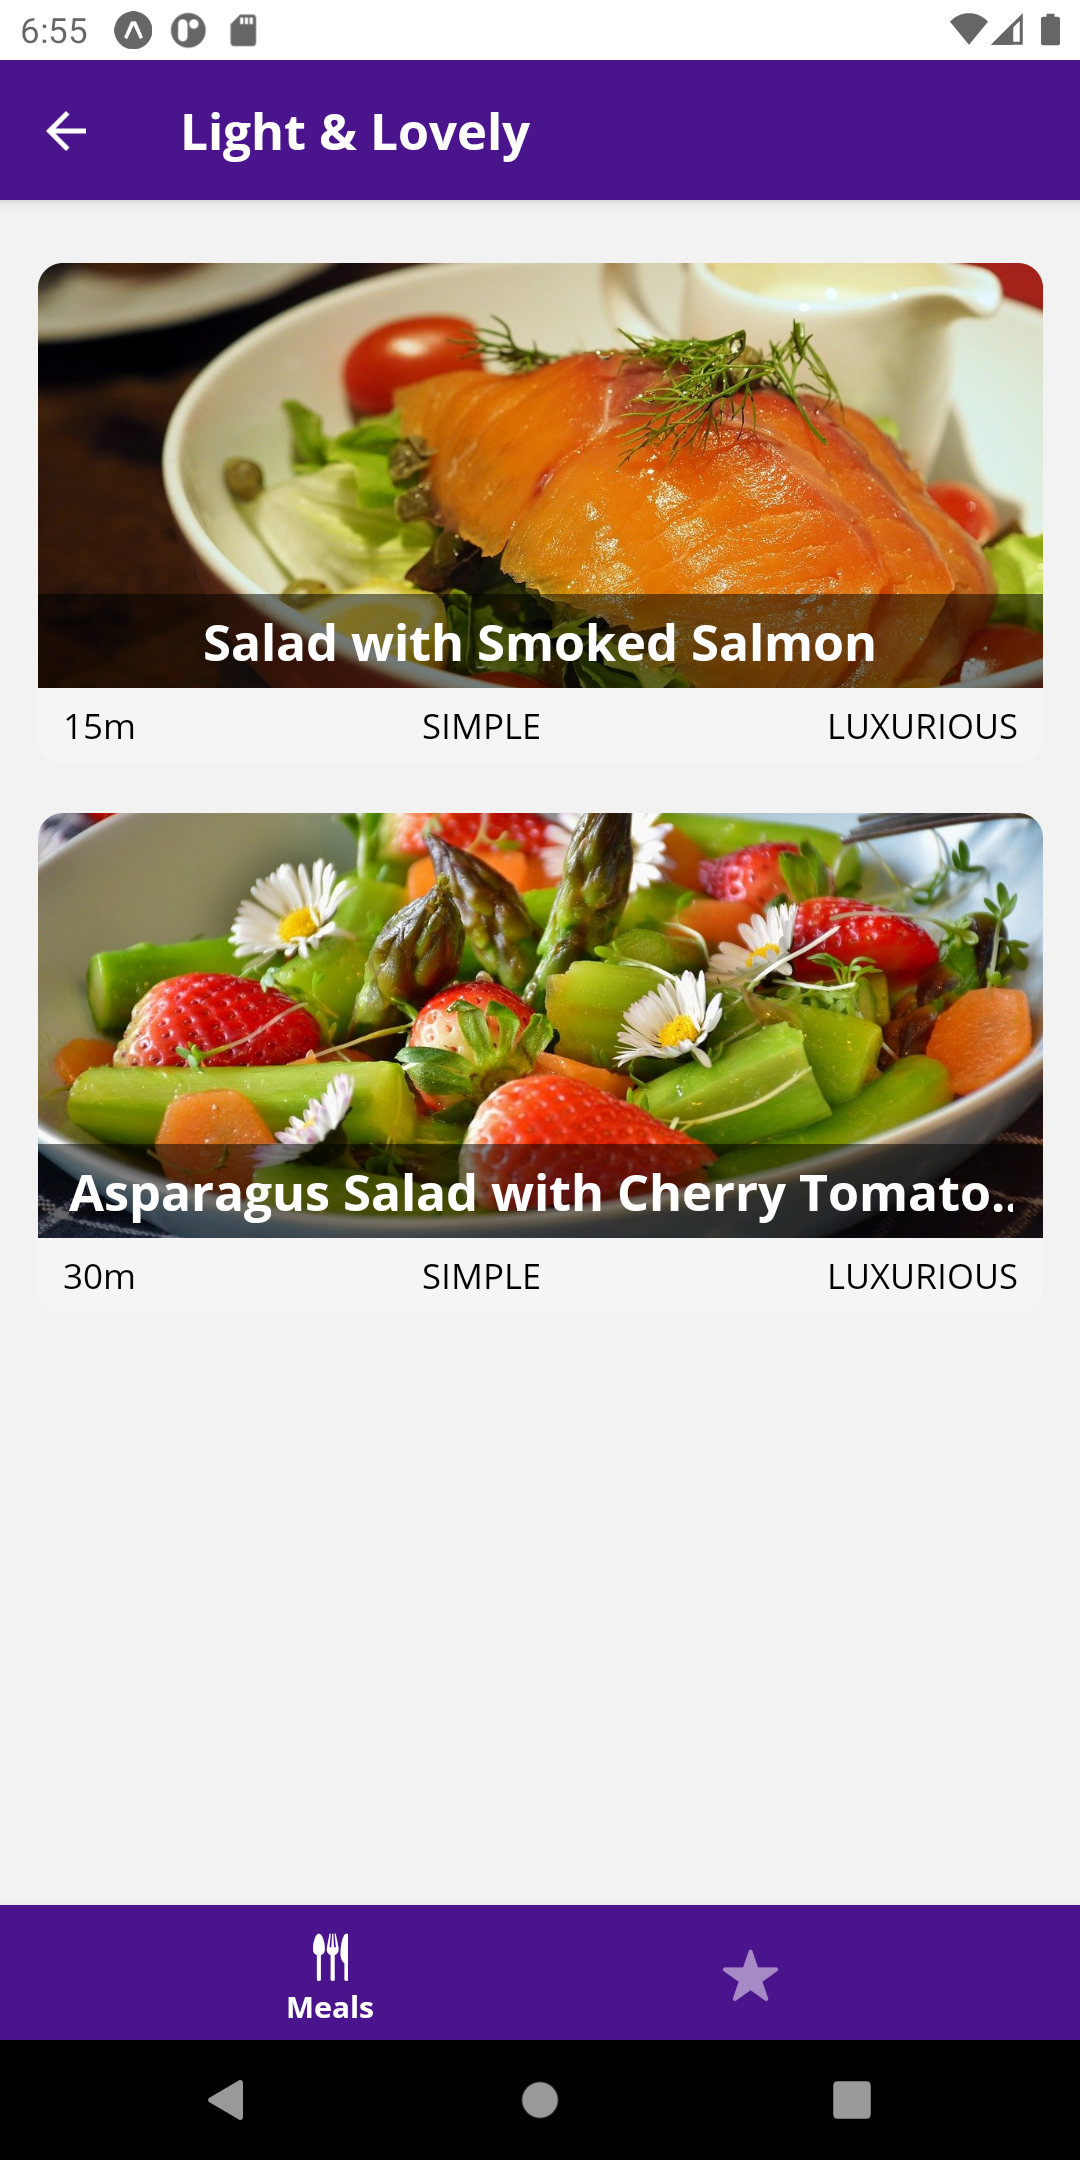 6:55
Light & Lovely
Salad with Smoked Salmon
15m SIMPLE LUXURIOUS
Asparagus Salad with Cherry Tomato..
30m SIMPLE LUXURIOUS
Meals